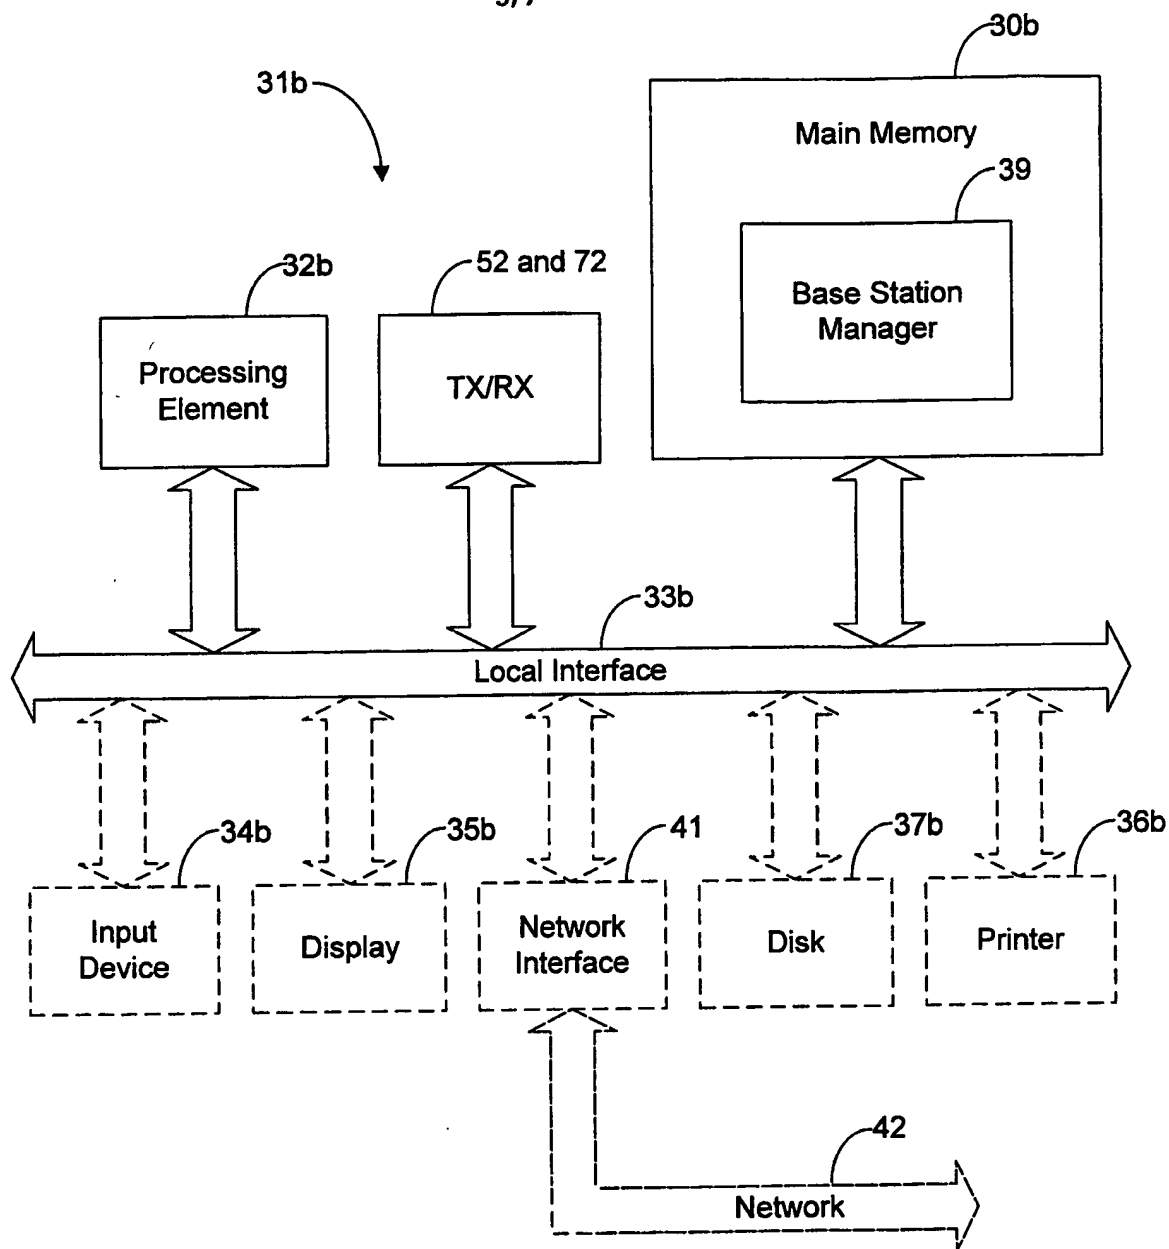 30b
31b
Main Memory
39
32b
52 and 72
Base Station
Manager
Processing
Element
TX/RX
33b
Local Interface
34b
35b
41
37b
36b
Input
Device
Display
Network
Interface
Disk
Printer
42
Network